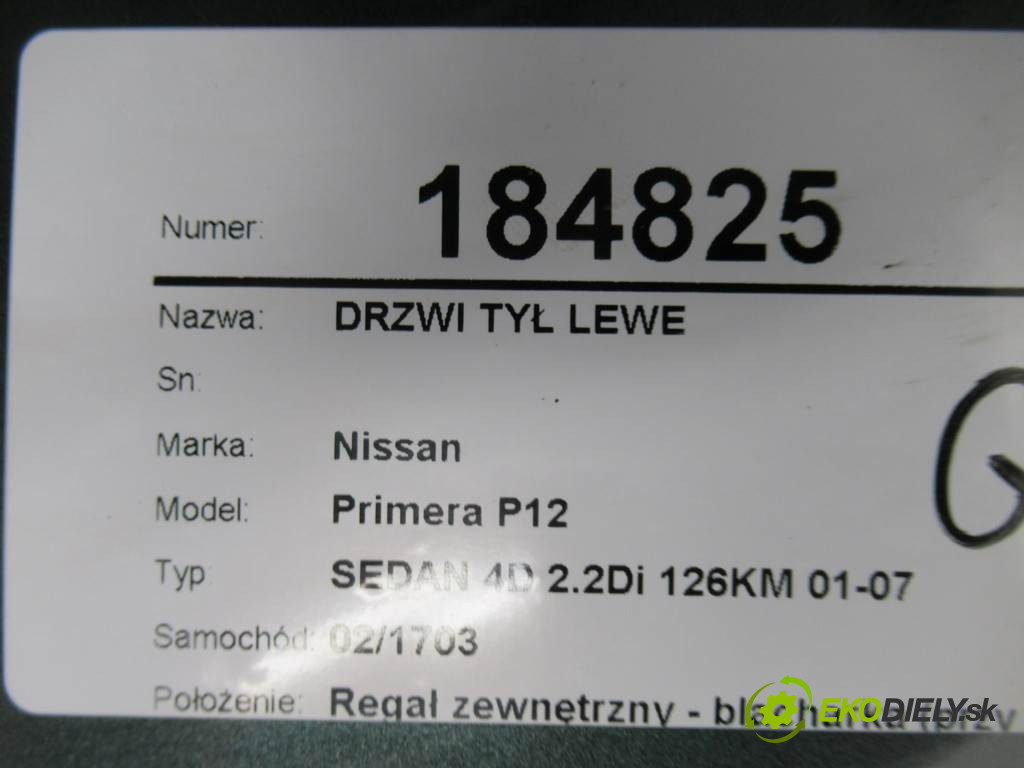 Numer: 184825
Nazwa: DRZWI TYŁ LEWE
Sn:
Marka: Nissan
Model: Primera P12
Typ SEDAN 4D 2.2Di 126KM 01-07
Samochód: 02/1703
Położenie: Regał zewnętrzny - blacharka
EKODIELY.sk
G